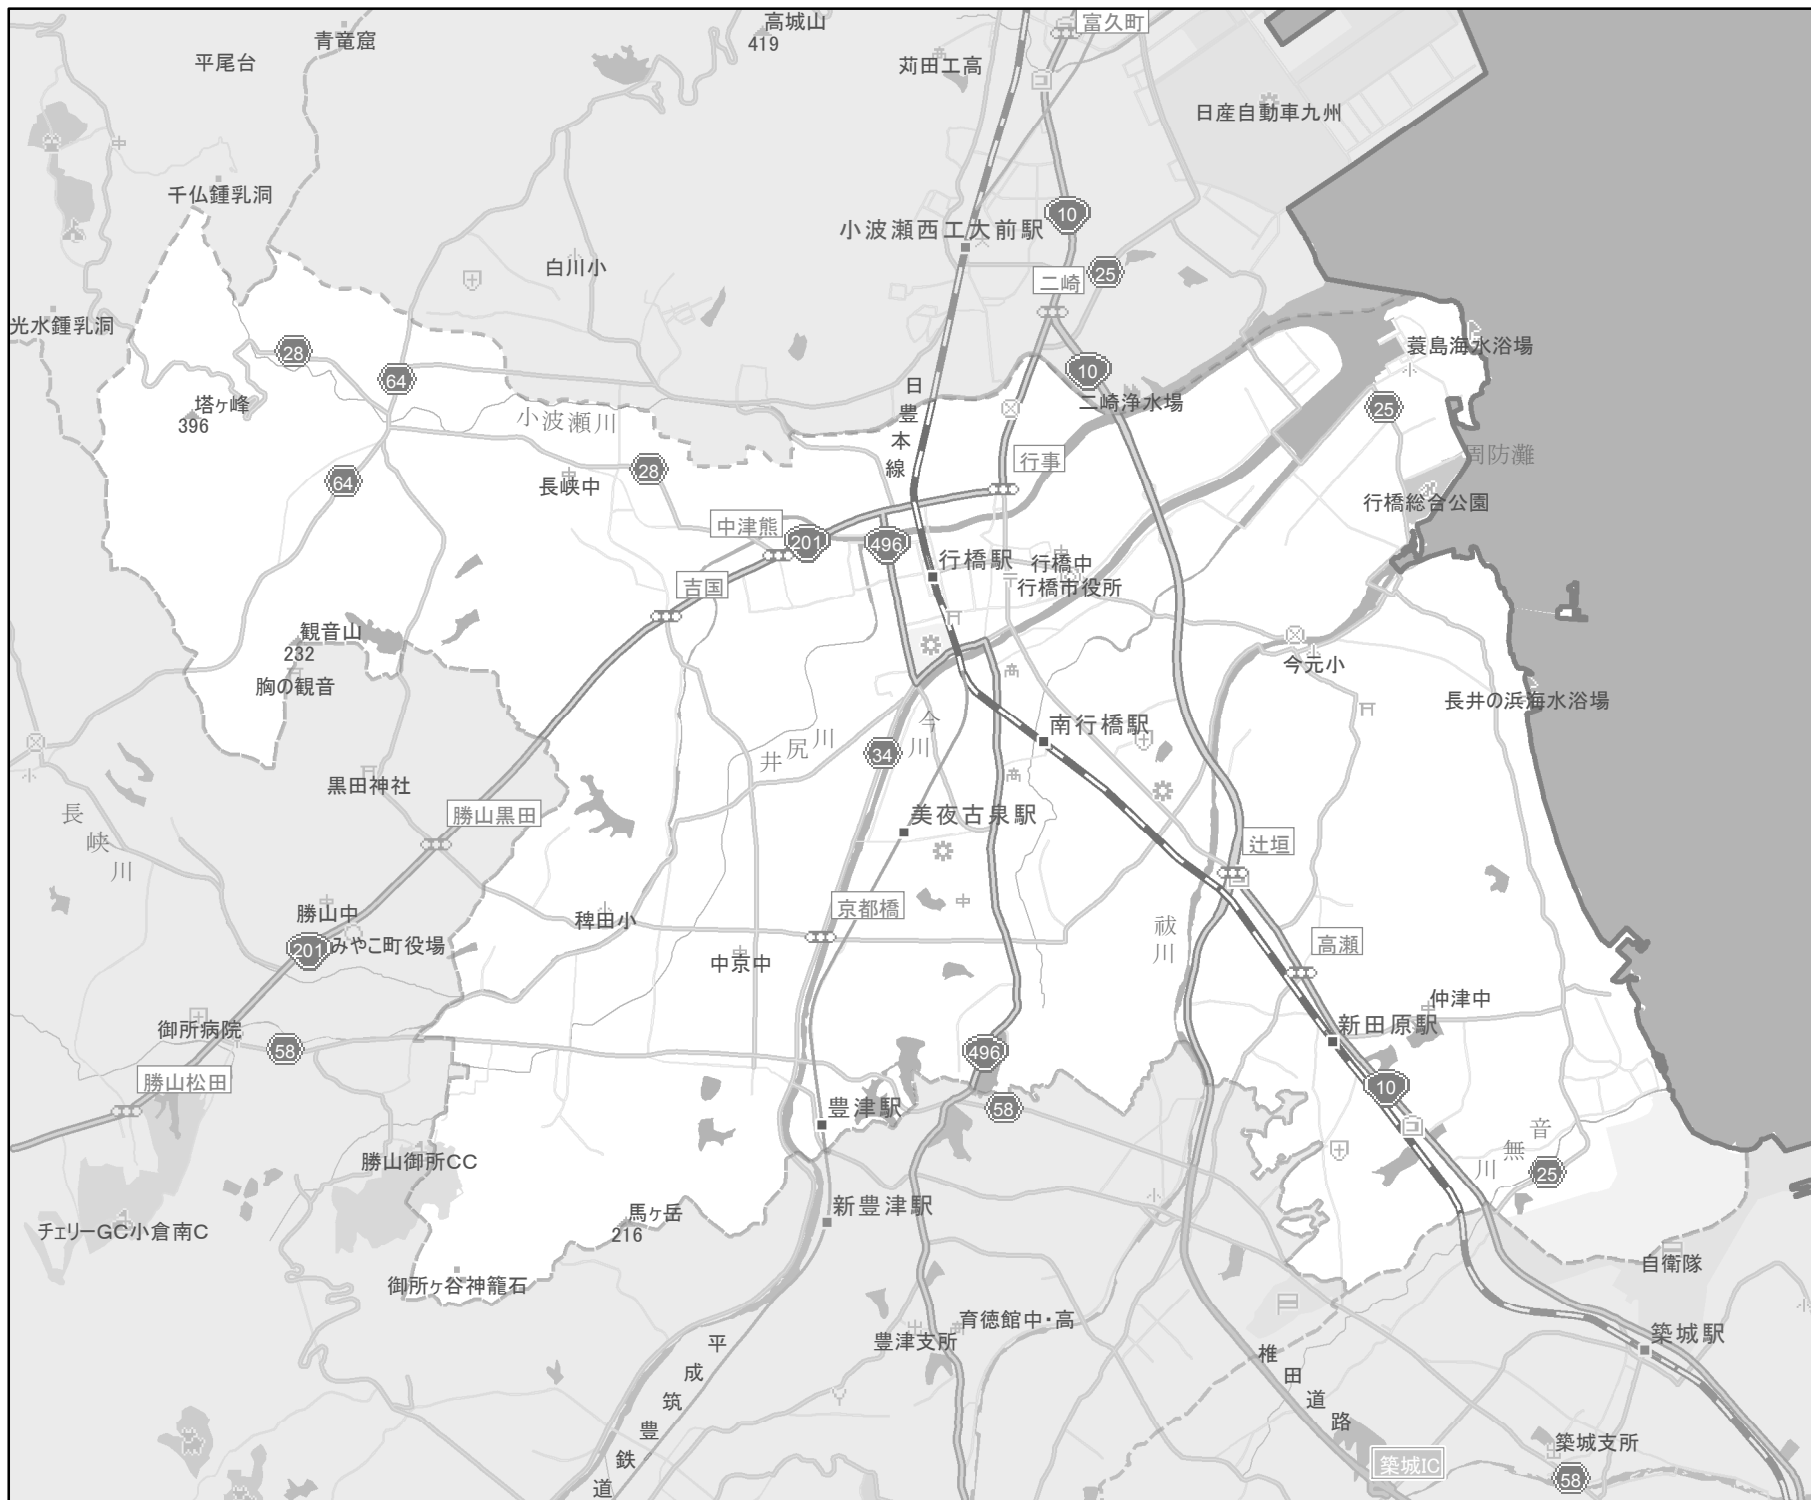 高城山
419
富久町
青竜窟
平尾台
苅田工高
日産自動車九州
千仏鍾乳洞
10
小波瀬西工大前駅
白川小
二崎
25
光水鍾乳洞
28
64
10
蓑島海水浴場
塔ヶ峰
396
小波瀬川
日豊本線
二崎浄水場
25
周防灘
行事
64
28
長峡中
行橋総合公園
中津熊
201
496
行橋駅
行橋中
行橋市役所
吉国
観音山
232
胸の観音
今元小
長井の浜海水浴場
今川
井尻川
34
南行橋駅
黒田神社
勝山黒田
長峡川
美夜古泉駅
辻垣
京都橋
勝山中
稗田小
祓川
201
みやこ町役場
中京中
高瀬
仲津中
御所病院
58
新田原駅
496
勝山松田
10
58
豊津駅
音無川
勝山御所CC
25
馬ヶ岳
216
新豊津駅
チェリーGC小倉南C
自衛隊
御所ヶ谷神籠石
育徳館中・高
豊津支所
平成筑豊鉄道
椎田道路
築城駅
築城支所
築城IC
58